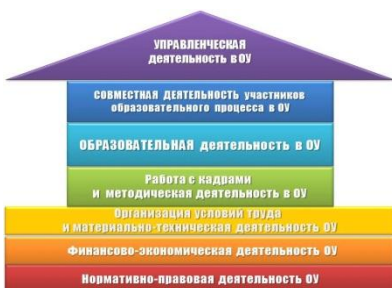 УПРАВЛЕНЧЕСКАЯ
деятельность в ОУ
СОВМЕСТНАЯ ДЕЯТЕЛЬНОСТЬ участников
образовательного процесса в ОУ
ОБРАЗОВАТЕЛЬНАЯ деятельность в ОУ
Работа с кадрами
и методическая деятельность в ОУ
Организация условий труда
и материально-техническая деятельность ОУ
Финансово-экономическая деятельность ОУ
Нормативно-правовая деятельность ОУ